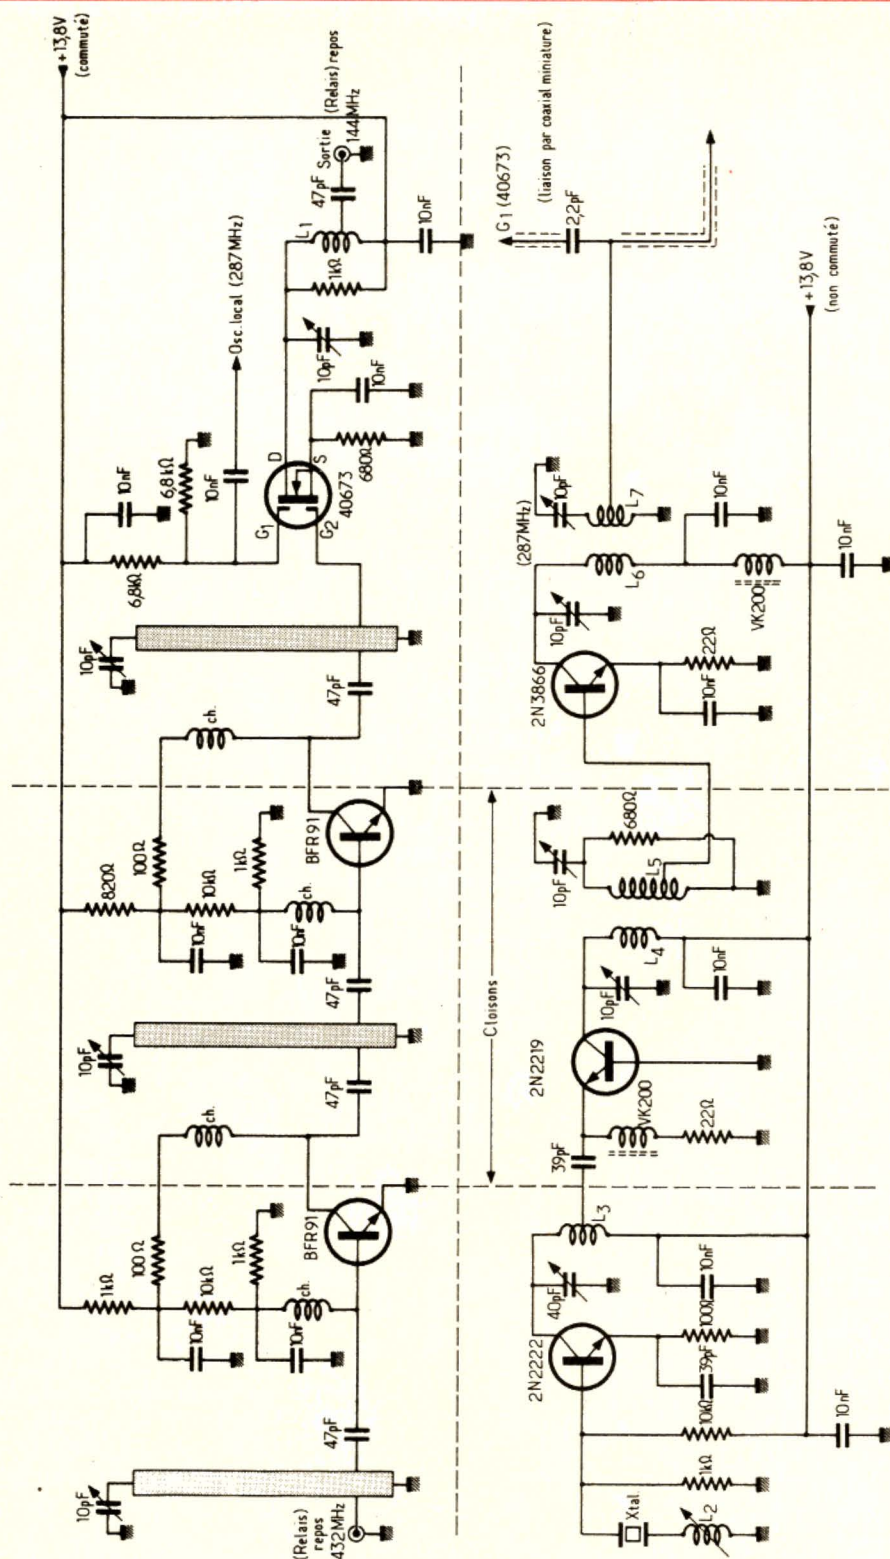 +13,8V
(commuté)
10pF
(Relais)
repos
432MHz
47pF
1kΩ
100Ω
10kΩ
1kΩ
10nF
10nF
ch.
ch.
BFR91
47pF
10pF
47pF
820Ω
100Ω
10kΩ
1kΩ
10nF
10nF
ch.
ch.
BFR91
47pF
10pF
6,8kΩ
10nF
6,8kΩ
10nF
Osc.local (287MHz)
G1
G2
D
S
40673
680Ω
10nF
10pF
1kΩ
L1
47pF
Sortie
(Relais) repos
144MHz
10nF
Xtal.
L2
1kΩ
10kΩ
10nF
2N2222
39pF
100Ω
10nF
40pF
L3
39pF
Cloisons
VK200
22Ω
2N2219
10pF
L4
10nF
10pF
L5
680Ω
2N3866
10nF
22Ω
10pF
L6
(287MHz)
10pF
L7
10nF
VK200
10nF
G1 (40673)
(liaison par coaxial miniature)
2,2pF
+13,8V
(non commuté)